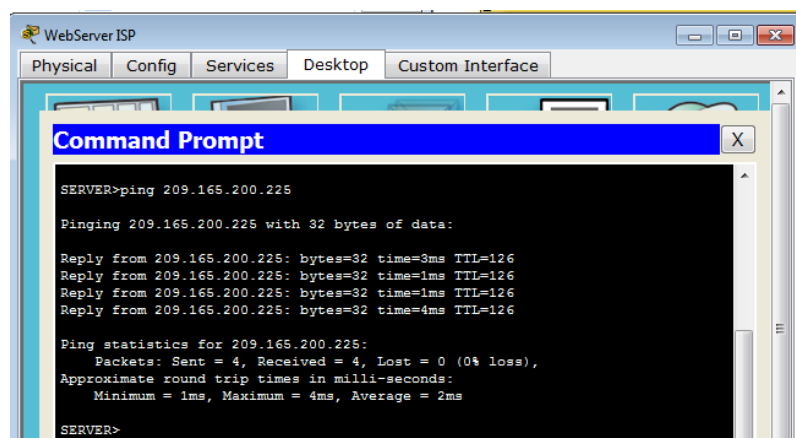 WebServer ISP
Physical Config Services Desktop Custom Interface
Command Prompt
X
SERVER>ping 209.165.200.225
Pinging 209.165.200.225 with 32 bytes of data:
Reply from 209.165.200.225: bytes=32 time=3ms TTL=126
Reply from 209.165.200.225: bytes=32 time=1ms TTL=126
Reply from 209.165.200.225: bytes=32 time=1ms TTL=126
Reply from 209.165.200.225: bytes=32 time=4ms TTL=126
Ping statistics for 209.165.200.225:
Packets: Sent = 4, Received = 4, Lost = 0 (0% loss),
Approximate round trip times in milli-seconds:
Minimum = 1ms, Maximum = 4ms, Average = 2ms
SERVER>